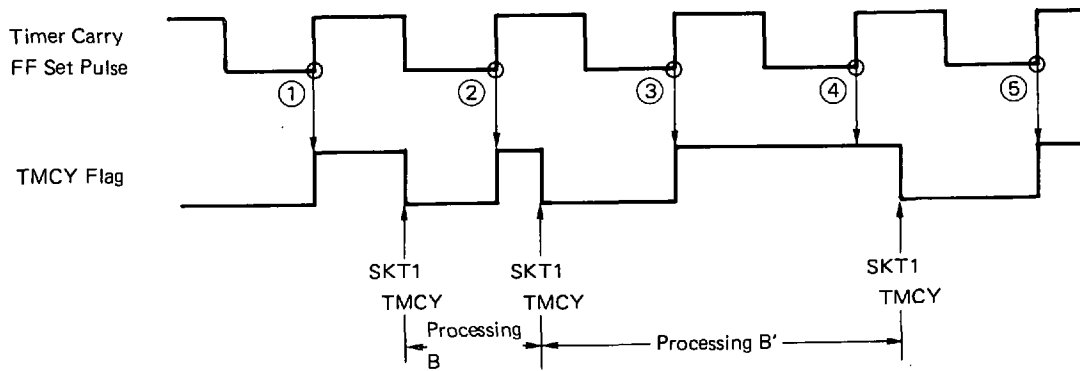 Timer Carry
FF Set Pulse
① ② ③ ④ ⑤
TMCY Flag
SKT1 SKT1 SKT1
TMCY TMCY TMCY
Processing
B
Processing B'